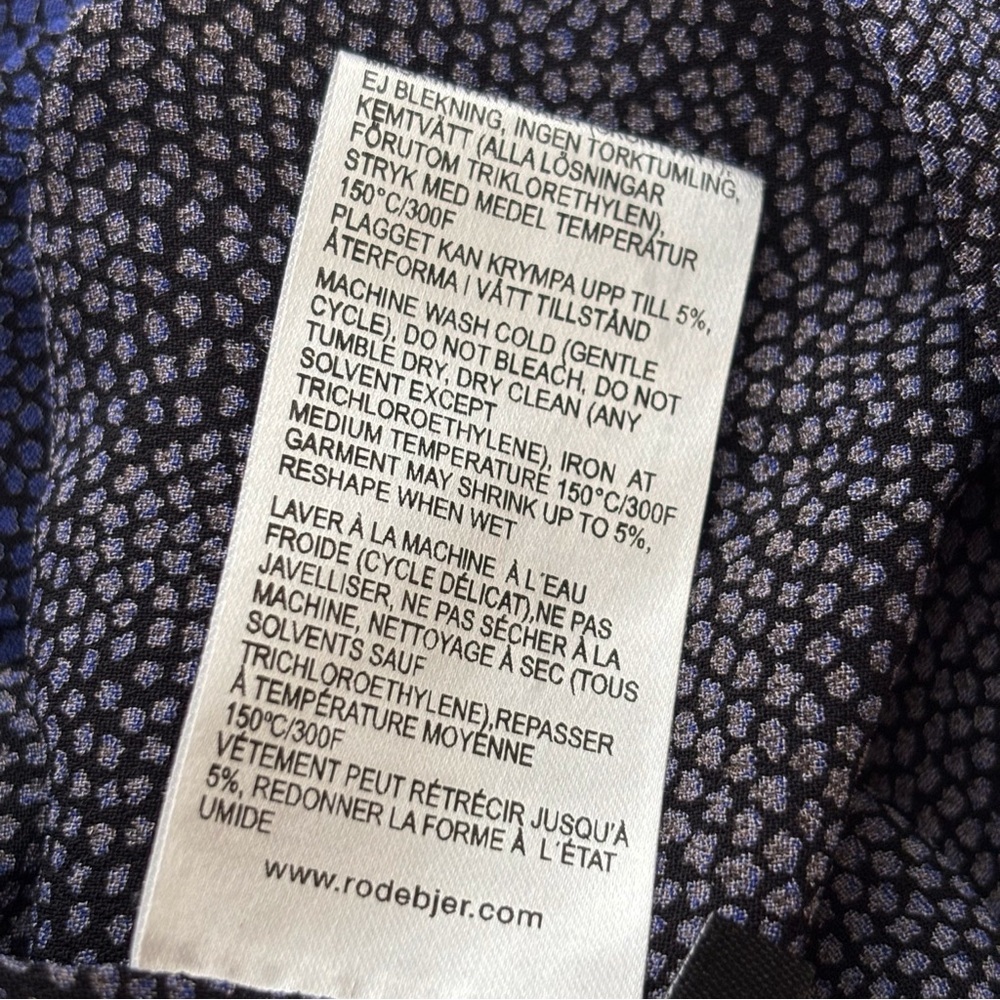 EJ BLEKNING, INGEN TORKTUMLING,
KEMTVÄTT (ALLA LÖSNINGAR
FÖRUTOM TRIKLORETHYLEN),
STRYK MED MEDEL TEMPERATUR
150°C/300F
PLAGGET KAN KRYMPA UPP TILL 5%,
ÅTERFORMA I VÅTT TILLSTÅND
MACHINE WASH COLD (GENTLE
CYCLE), DO NOT BLEACH, DO NOT
TUMBLE DRY, DRY CLEAN (ANY
SOLVENT EXCEPT
TRICHLOROETHYLENE), IRON AT
MEDIUM TEMPERATURE 150°C/300F
GARMENT MAY SHRINK UP TO 5%,
RESHAPE WHEN WET
LAVER À LA MACHINE À L'EAU
FROIDE (CYCLE DÉLICAT),NE PAS
JAVELLISER, NE PAS SÉCHER À LA
MACHINE, NETTOYAGE À SEC (TOUS
SOLVENTS SAUF
TRICHLOROETHYLENE),REPASSER
À TEMPÉRATURE MOYENNE
150ºC/300F
VÉTEMENT PEUT RÉTRÉCIR JUSQU'À
5%, REDONNER LA FORME À L'ÉTAT
UMIDE
www.rodebjer.com